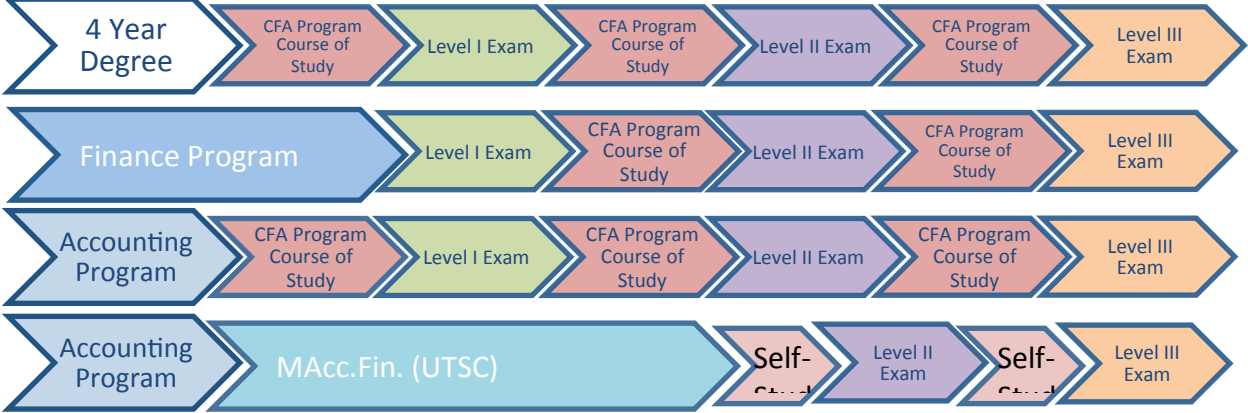 4 Year
Degree
CFA Program
Course of
Study
Level I Exam
CFA Program
Course of
Study
Level II Exam
CFA Program
Course of
Study
Level III
Exam
Finance Program
Level I Exam
CFA Program
Course of
Study
Level II Exam
CFA Program
Course of
Study
Level III
Exam
Accounting
Program
CFA Program
Course of
Study
Level I Exam
CFA Program
Course of
Study
Level II Exam
CFA Program
Course of
Study
Level III
Exam
Accounting
Program
MAcc.Fin. (UTSC)
Self-
Level II
Exam
Self-
Level III
Exam